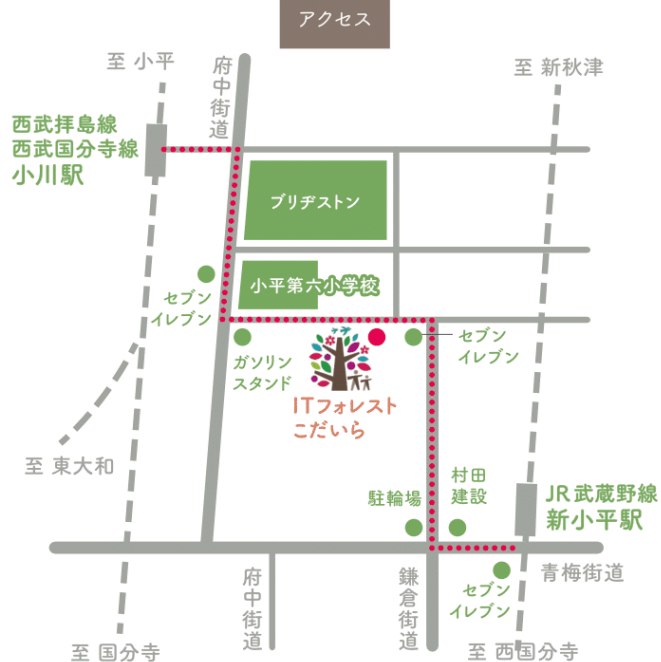 アクセス
至 小平
府中街道
至 新秋津
西武拝島線
西武国分寺線
小川駅
ブリヂストン
小平第六小学校
セブン
イレブン
ガソリン
スタンド
セブン
イレブン
ITフォレスト
こだいら
至 東大和
駐輪場
村田
建設
JR武蔵野線
新小平駅
青梅街道
府中街道
鎌倉街道
セブン
イレブン
至 国分寺
至 西国分寺